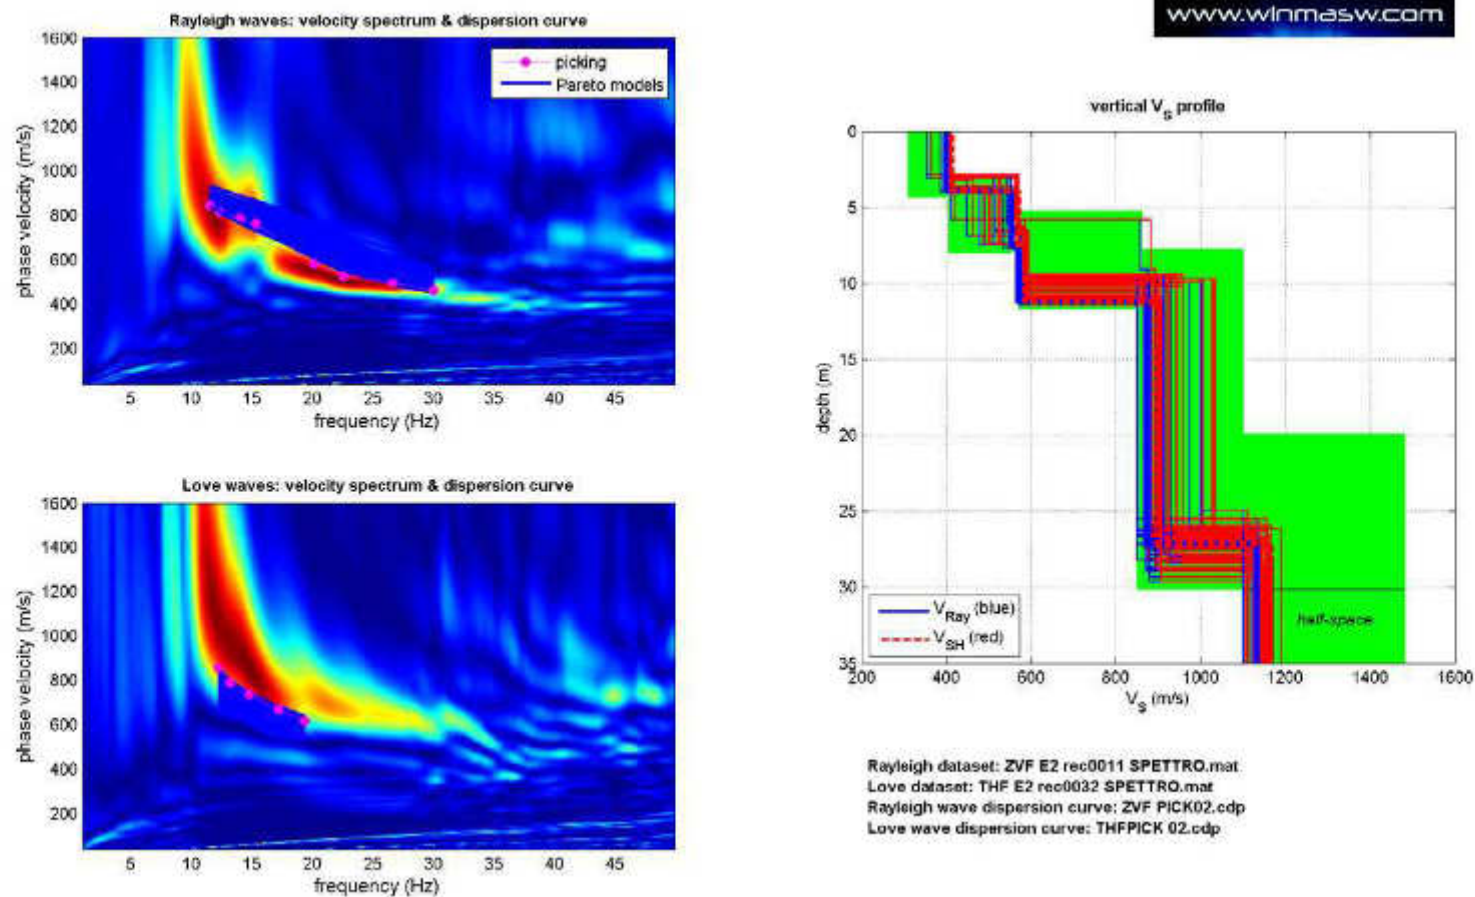 www.winmasw.com
Rayleigh waves: velocity spectrum & dispersion curve
1600
1400
1200
1000
800
600
400
200
phase velocity (m/s)
picking
Pareto models
5 10 15 20 25 30 35 40 45
frequency (Hz)
Love waves: velocity spectrum & dispersion curve
1600
1400
1200
1000
800
600
400
200
phase velocity (m/s)
5 10 15 20 25 30 35 40 45
frequency (Hz)
vertical VS profile
0
5
10
15
20
25
30
35
depth (m)
VRay (blue)
VSH (red)
half-space
200 400 600 800 1000 1200 1400 1600
VS (m/s)
Rayleigh dataset: ZVF E2 rec0011 SPETTRO.mat
Love dataset: THF E2 rec0032 SPETTRO.mat
Rayleigh wave dispersion curve: ZVF PICK02.cdp
Love wave dispersion curve: THFPICK 02.cdp